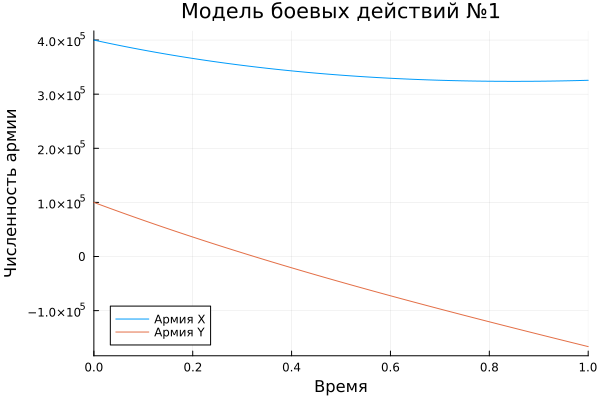 Модель боевых действий №1
Численность армии
4.0×10⁵
3.0×10⁵
2.0×10⁵
1.0×10⁵
0
−1.0×10⁵
Армия X
Армия Y
0.0 0.2 0.4 0.6 0.8 1.0
Время